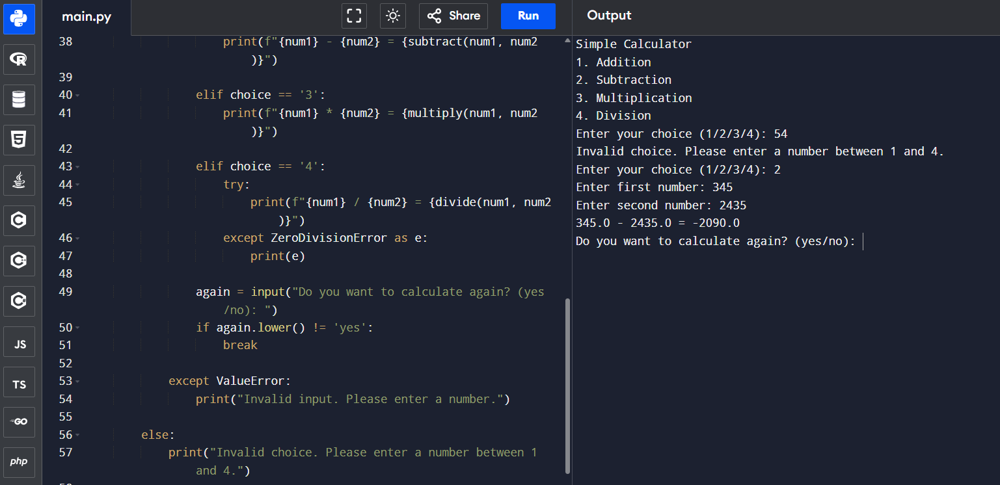 main.py
Share
Run
Output
38 print(f"{num1} - {num2} = {subtract(num1, num2
)}")
39
40 elif choice == '3':
41 print(f"{num1} * {num2} = {multiply(num1, num2
)}")
42
43 elif choice == '4':
44 try:
45 print(f"{num1} / {num2} = {divide(num1, num2
)}")
46 except ZeroDivisionError as e:
47 print(e)
48
49 again = input("Do you want to calculate again? (yes
/no): ")
50 if again.lower() != 'yes':
51 break
52
53 except ValueError:
54 print("Invalid input. Please enter a number.")
55
56 else:
57 print("Invalid choice. Please enter a number between 1
and 4.")
Simple Calculator
1. Addition
2. Subtraction
3. Multiplication
4. Division
Enter your choice (1/2/3/4): 54
Invalid choice. Please enter a number between 1 and 4.
Enter your choice (1/2/3/4): 2
Enter first number: 345
Enter second number: 2435
345.0 - 2435.0 = -2090.0
Do you want to calculate again? (yes/no):
R
5
C
C
C
JS
TS
GO
php